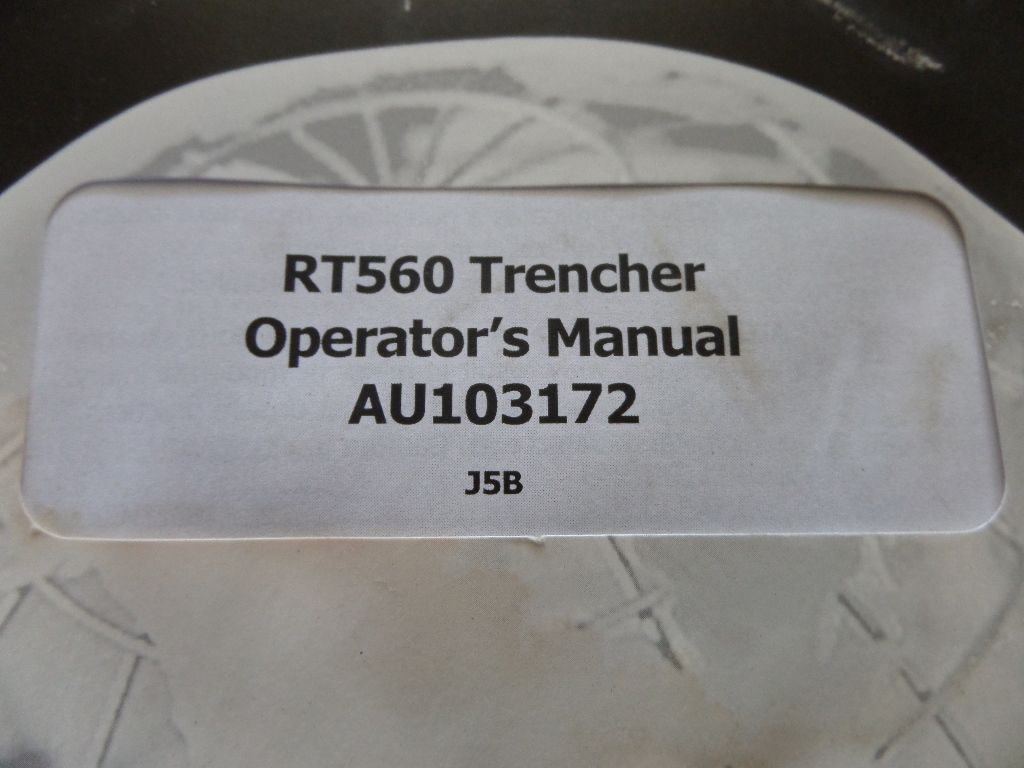 RT560 Trencher
Operator’s Manual
AU103172
J5B